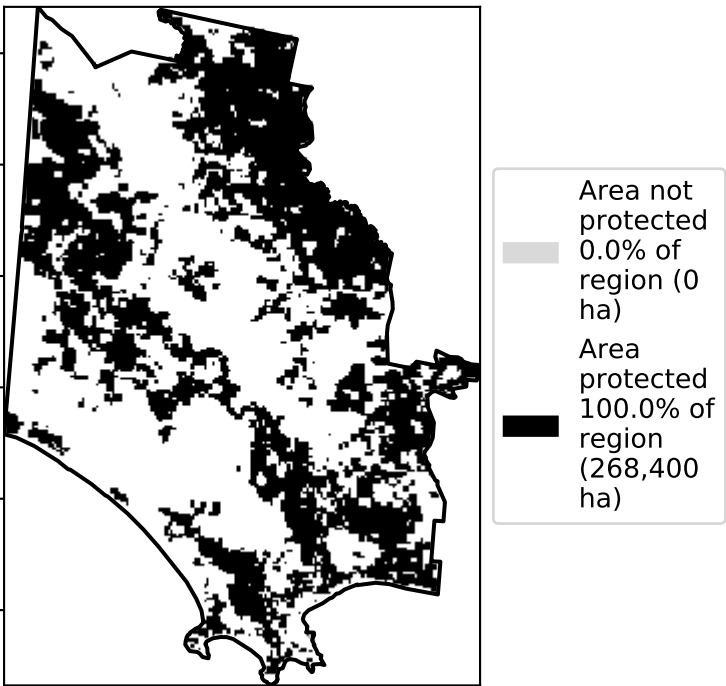 Area not
protected
0.0% of
region (0
ha)
Area
protected
100.0% of
region
(268,400
ha)